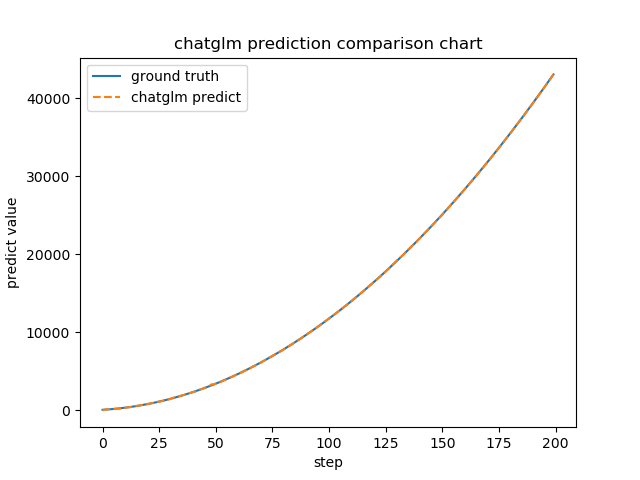 chatglm prediction comparison chart
ground truth
chatglm predict
predict value
40000
30000
20000
10000
0
0 25 50 75 100 125 150 175 200
step